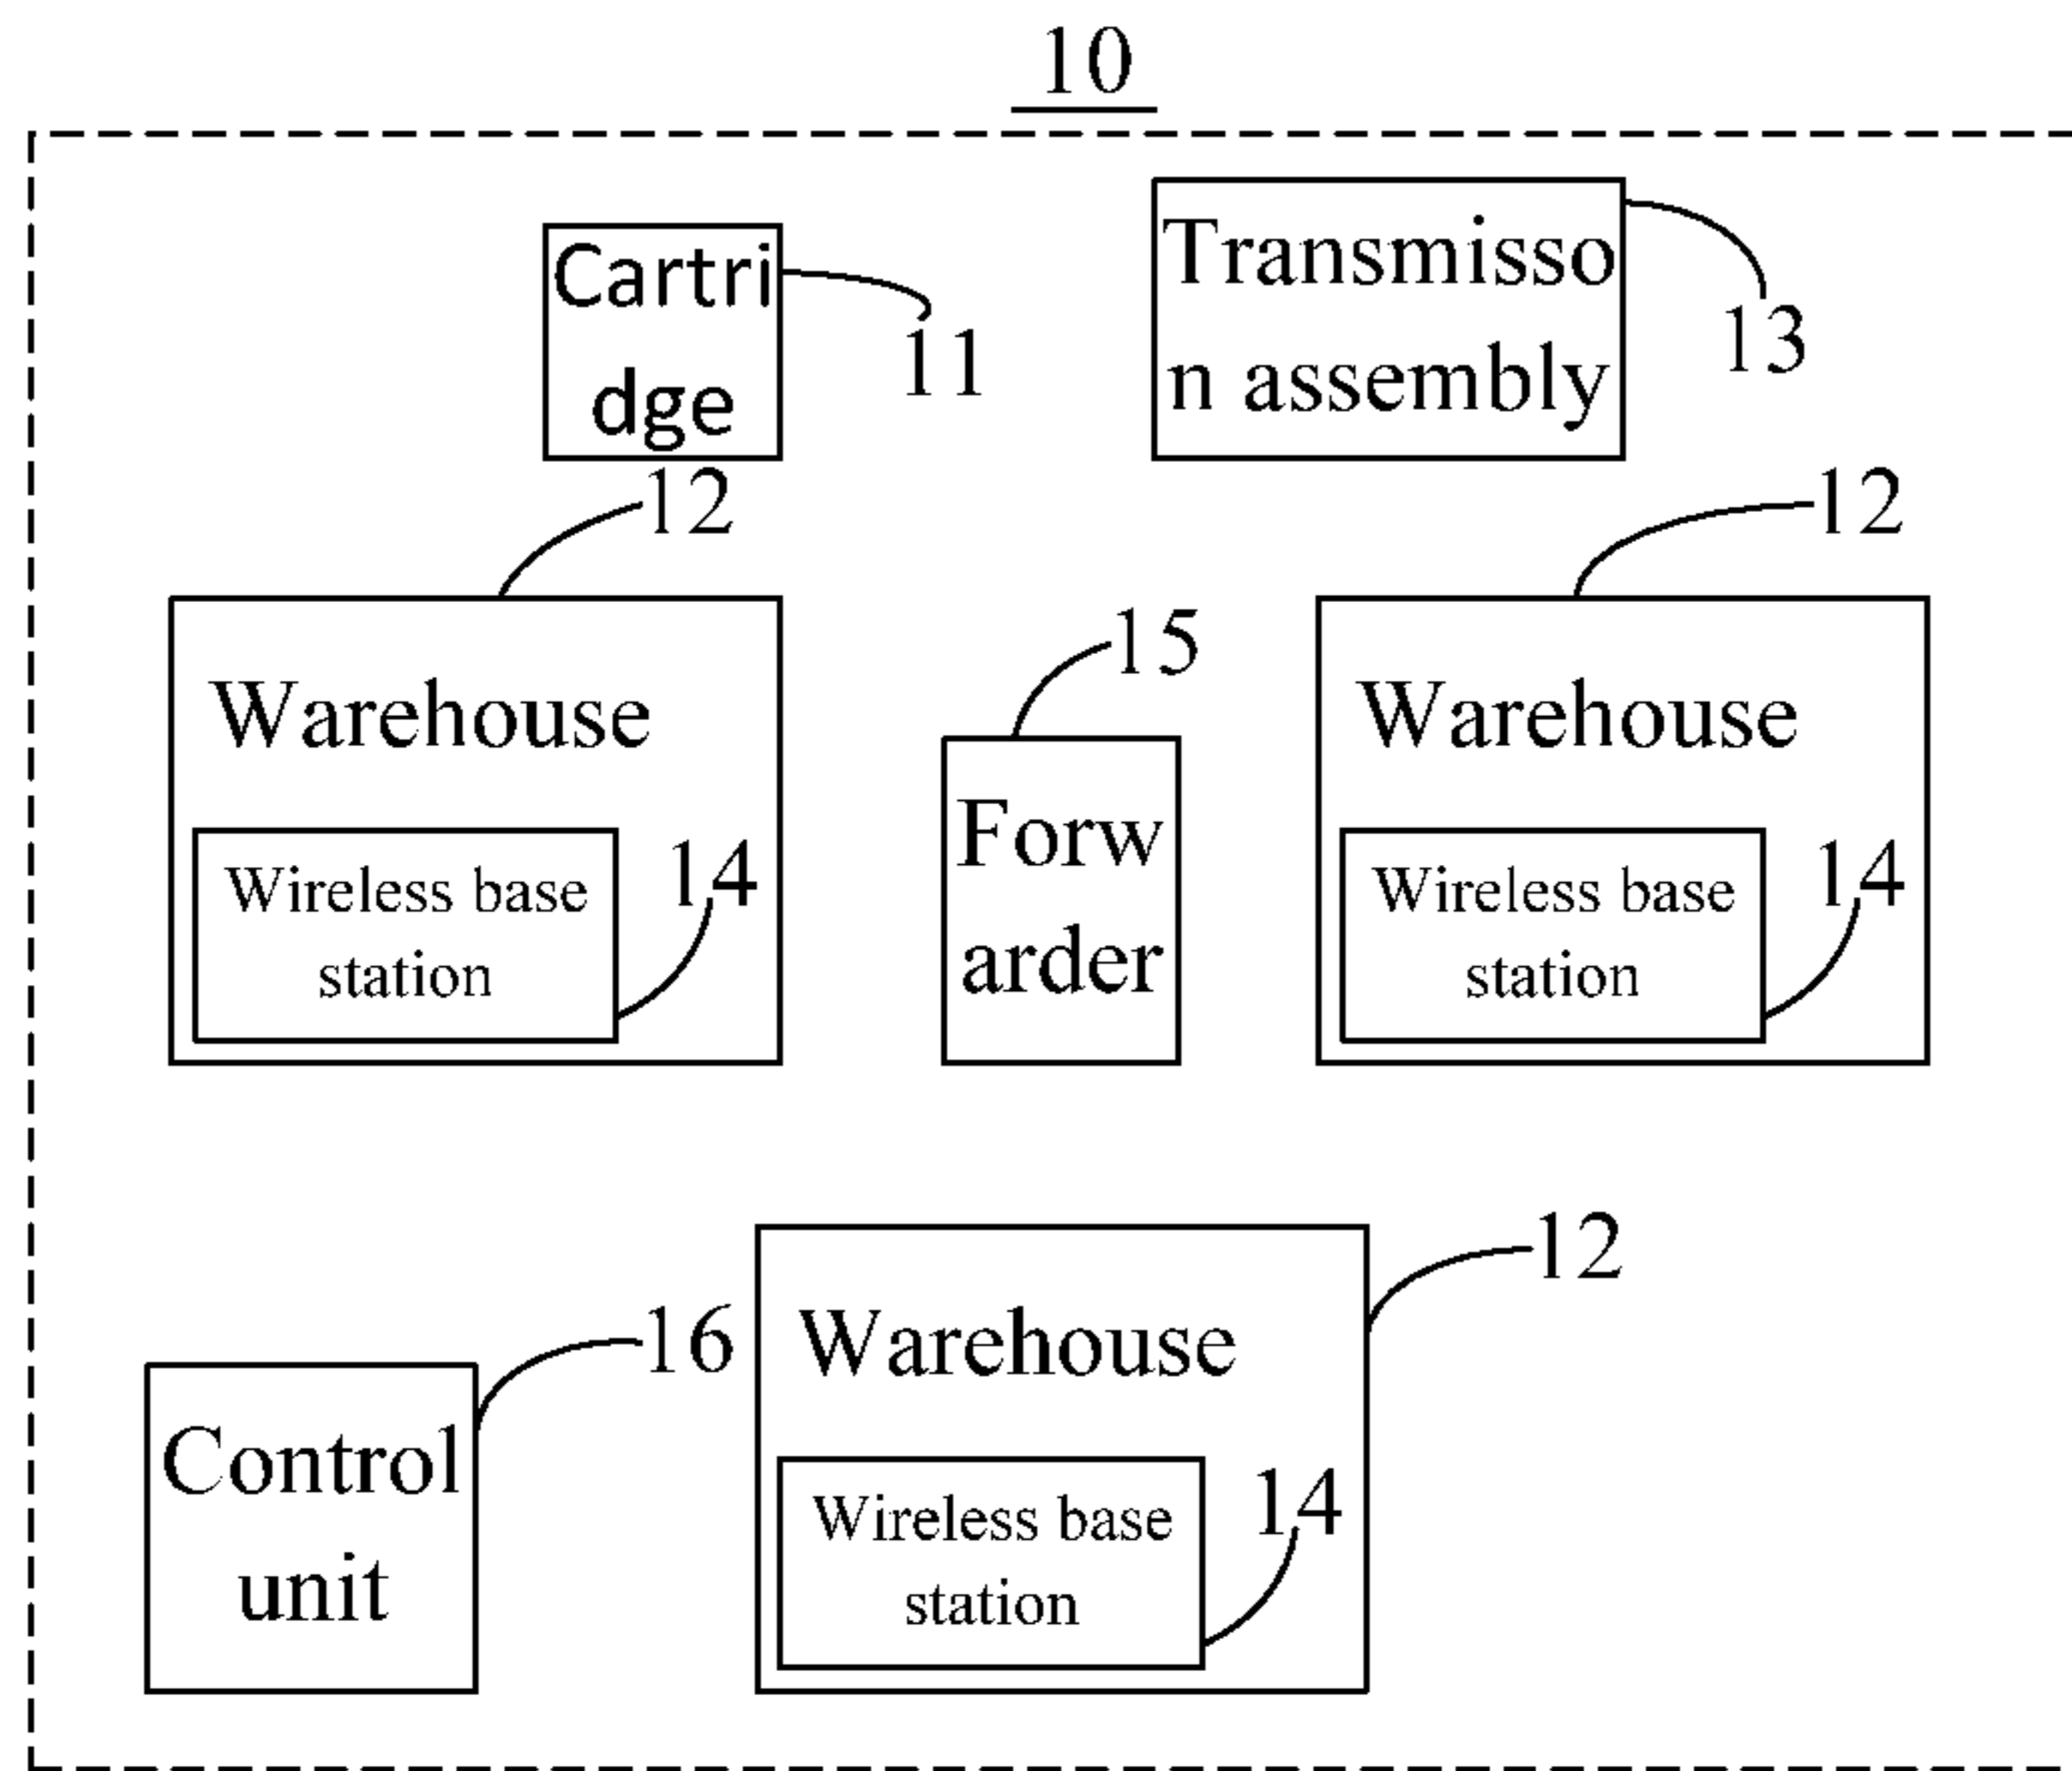 10
Cartri
dge
11
Transmisso
n assembly
13
12
12
Warehouse
Wireless base
station
14
15
Forw
arder
Warehouse
Wireless base
station
14
12
Warehouse
Wireless base
station
14
16
Control
unit